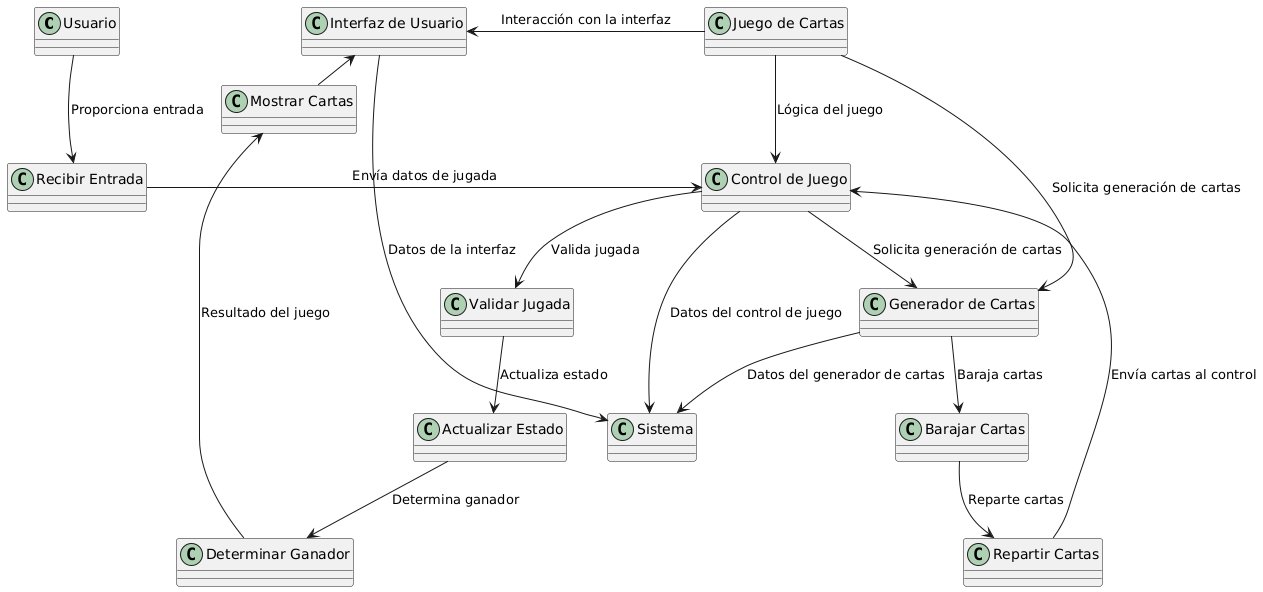 C Usuario
C Interfaz de Usuario
Interacción con la interfaz
C Juego de Cartas
Proporciona entrada
C Mostrar Cartas
Lógica del juego
C Recibir Entrada
Envía datos de jugada
C Control de Juego
Solicita generación de cartas
Datos de la interfaz
Valida jugada
Solicita generación de cartas
Resultado del juego
C Validar Jugada
Datos del control de juego
C Generador de Cartas
Actualiza estado
Datos del generador de cartas
Baraja cartas
Envía cartas al control
C Actualizar Estado
C Sistema
C Barajar Cartas
Determina ganador
Reparte cartas
C Determinar Ganador
C Repartir Cartas